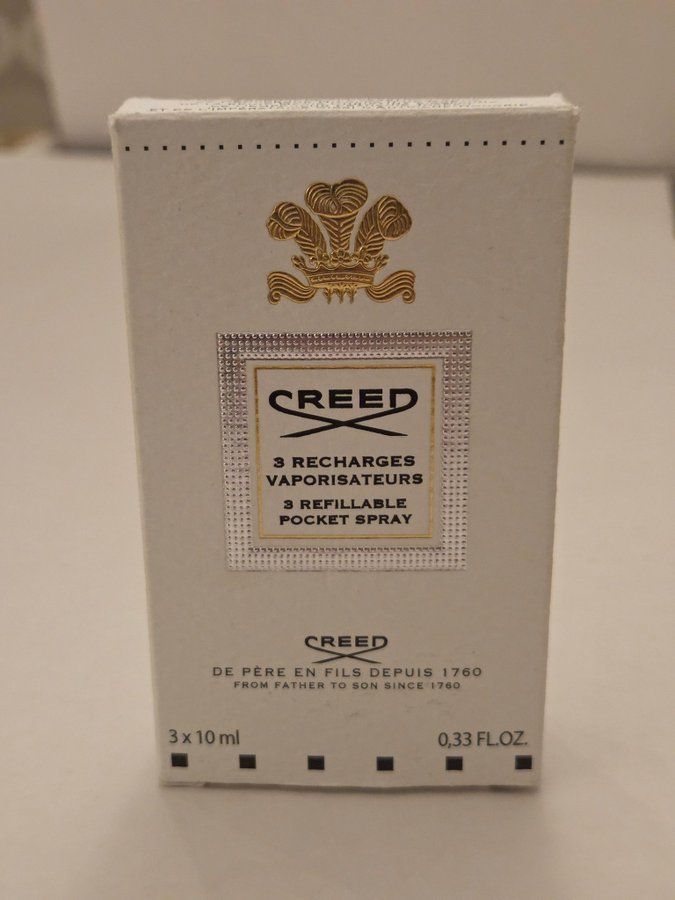 CREED
3 RECHARGES
VAPORISATEURS
3 REFILLABLE
POCKET SPRAY
CREED
DE PÈRE EN FILS DEPUIS 1760
FROM FATHER TO SON SINCE 1760
3 x 10 ml
0,33 FL.OZ.